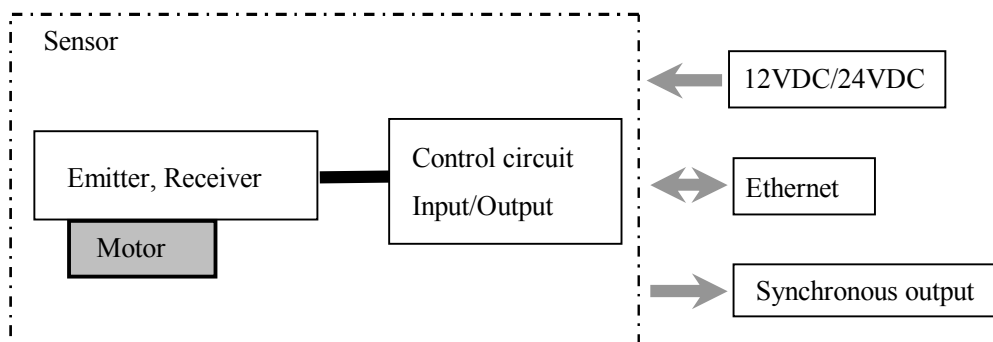 Sensor
12VDC/24VDC
Emitter, Receiver
Control circuit
Input/Output
Ethernet
Motor
Synchronous output